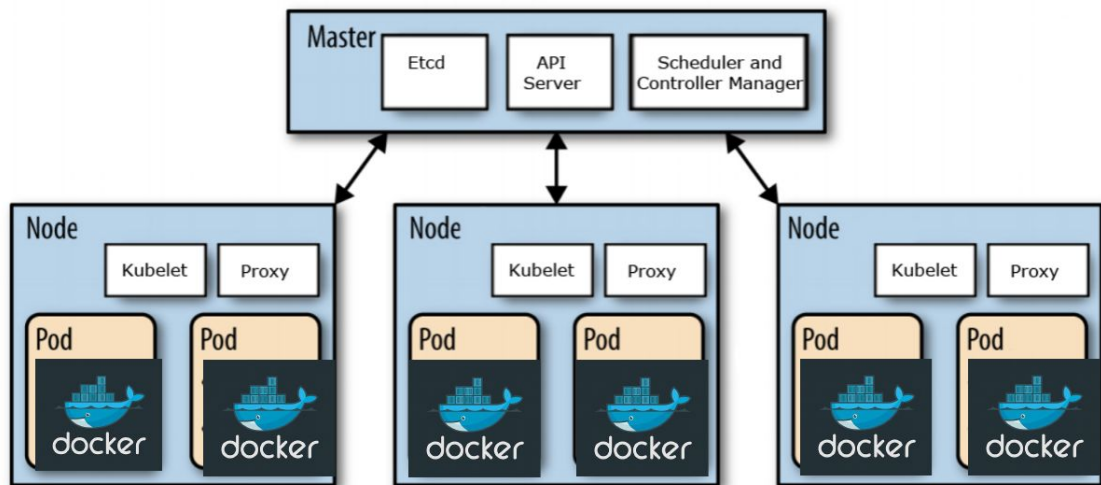 Master
Etcd
API
Server
Scheduler and
Controller Manager
Node
Kubelet
Proxy
Pod
docker
Pod
docker
Node
Kubelet
Proxy
Pod
docker
Pod
docker
Node
Kubelet
Proxy
Pod
docker
Pod
docker